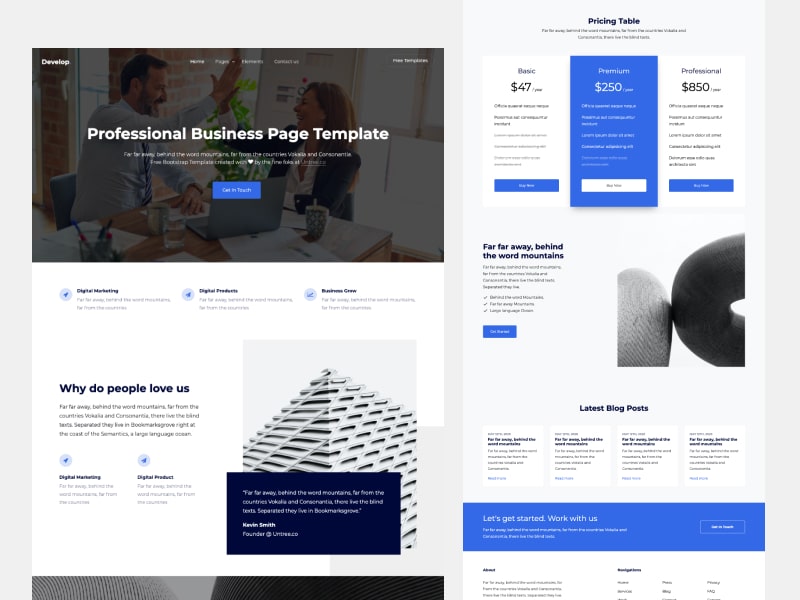 Develop.
Home
Pages
Elements
Contact us
Free Templates
Professional Business Page Template
Far far away, behind the word mountains, far from the countries Vokalia and Consonantia.
Free Bootstrap Template created with by the fine folks at Untree.co
Get In Touch
Digital Marketing
Far far away, behind the word mountains,
far from the countries
Digital Products
Far far away, behind the word mountains,
far from the countries
Business Grow
Far far away, behind the word mountains,
far from the countries
Why do people love us
Far far away, behind the word mountains, far from the
countries Vokalia and Consonantia, there live the blind
texts. Separated they live in Bookmarksgrove right at
the coast of the Semantics, a large language ocean.
Digital Marketing
Far far away, behind the
word mountains, far from
the countries
Digital Product
Far far away, behind the
word mountains, far from
the countries
"Far far away, behind the word mountains, far from the
countries Vokalia and Consonantia, there live the blind
texts. Separated they live in Bookmarksgrove."
Kevin Smith
Founder @ Untree.co
Pricing Table
Far far away, behind the word mountains, far from the countries Vokalia and
Consonantia, there live the blind texts.
Basic
$47 / year
Officia quaerat eaque neque
Possimus aut consequuntur
incidunt
Lorem ipsum dolor sit amet
Consectetur adipisicing elit
Dolorum esse odio quas
architecto sint
Buy Now
Premium
$250 / year
Officia quaerat eaque neque
Possimus aut consequuntur
incidunt
Lorem ipsum dolor sit amet
Consectetur adipisicing elit
Dolorum esse odio quas
architecto sint
Buy Now
Professional
$850 / year
Officia quaerat eaque neque
Possimus aut consequuntur
incidunt
Lorem ipsum dolor sit amet
Consectetur adipisicing elit
Dolorum esse odio quas
architecto sint
Buy Now
Far far away, behind
the word mountains
Far far away, behind the word mountains,
far from the countries Vokalia and
Consonantia, there live the blind texts.
Separated they live.
Behind the word Mountains
Far far away Mountains
Large language Ocean
Get Started
Latest Blog Posts
Far far away, behind the
word mountains
Far far away, behind the word
mountains, far from the
countries Vokalia and
Consonantia
Read more
Far far away, behind the
word mountains
Far far away, behind the word
mountains, far from the
countries Vokalia and
Consonantia
Read more
Far far away, behind the
word mountains
Far far away, behind the word
mountains, far from the
countries Vokalia and
Consonantia
Read more
Far far away, behind the
word mountains
Far far away, behind the word
mountains, far from the
countries Vokalia and
Consonantia
Read more
Let's get started. Work with us
Far far away, behind the word mountains, far from the countries Vokalia and
Consonantia, there live the blind texts.
Get In Touch
About
Far far away, behind the word mountains, far
from the countries Vokalia and Consonantia,
there live the blind texts. Separated they live
Navigations
Home
Services
Press
Blog
Privacy
FAQ